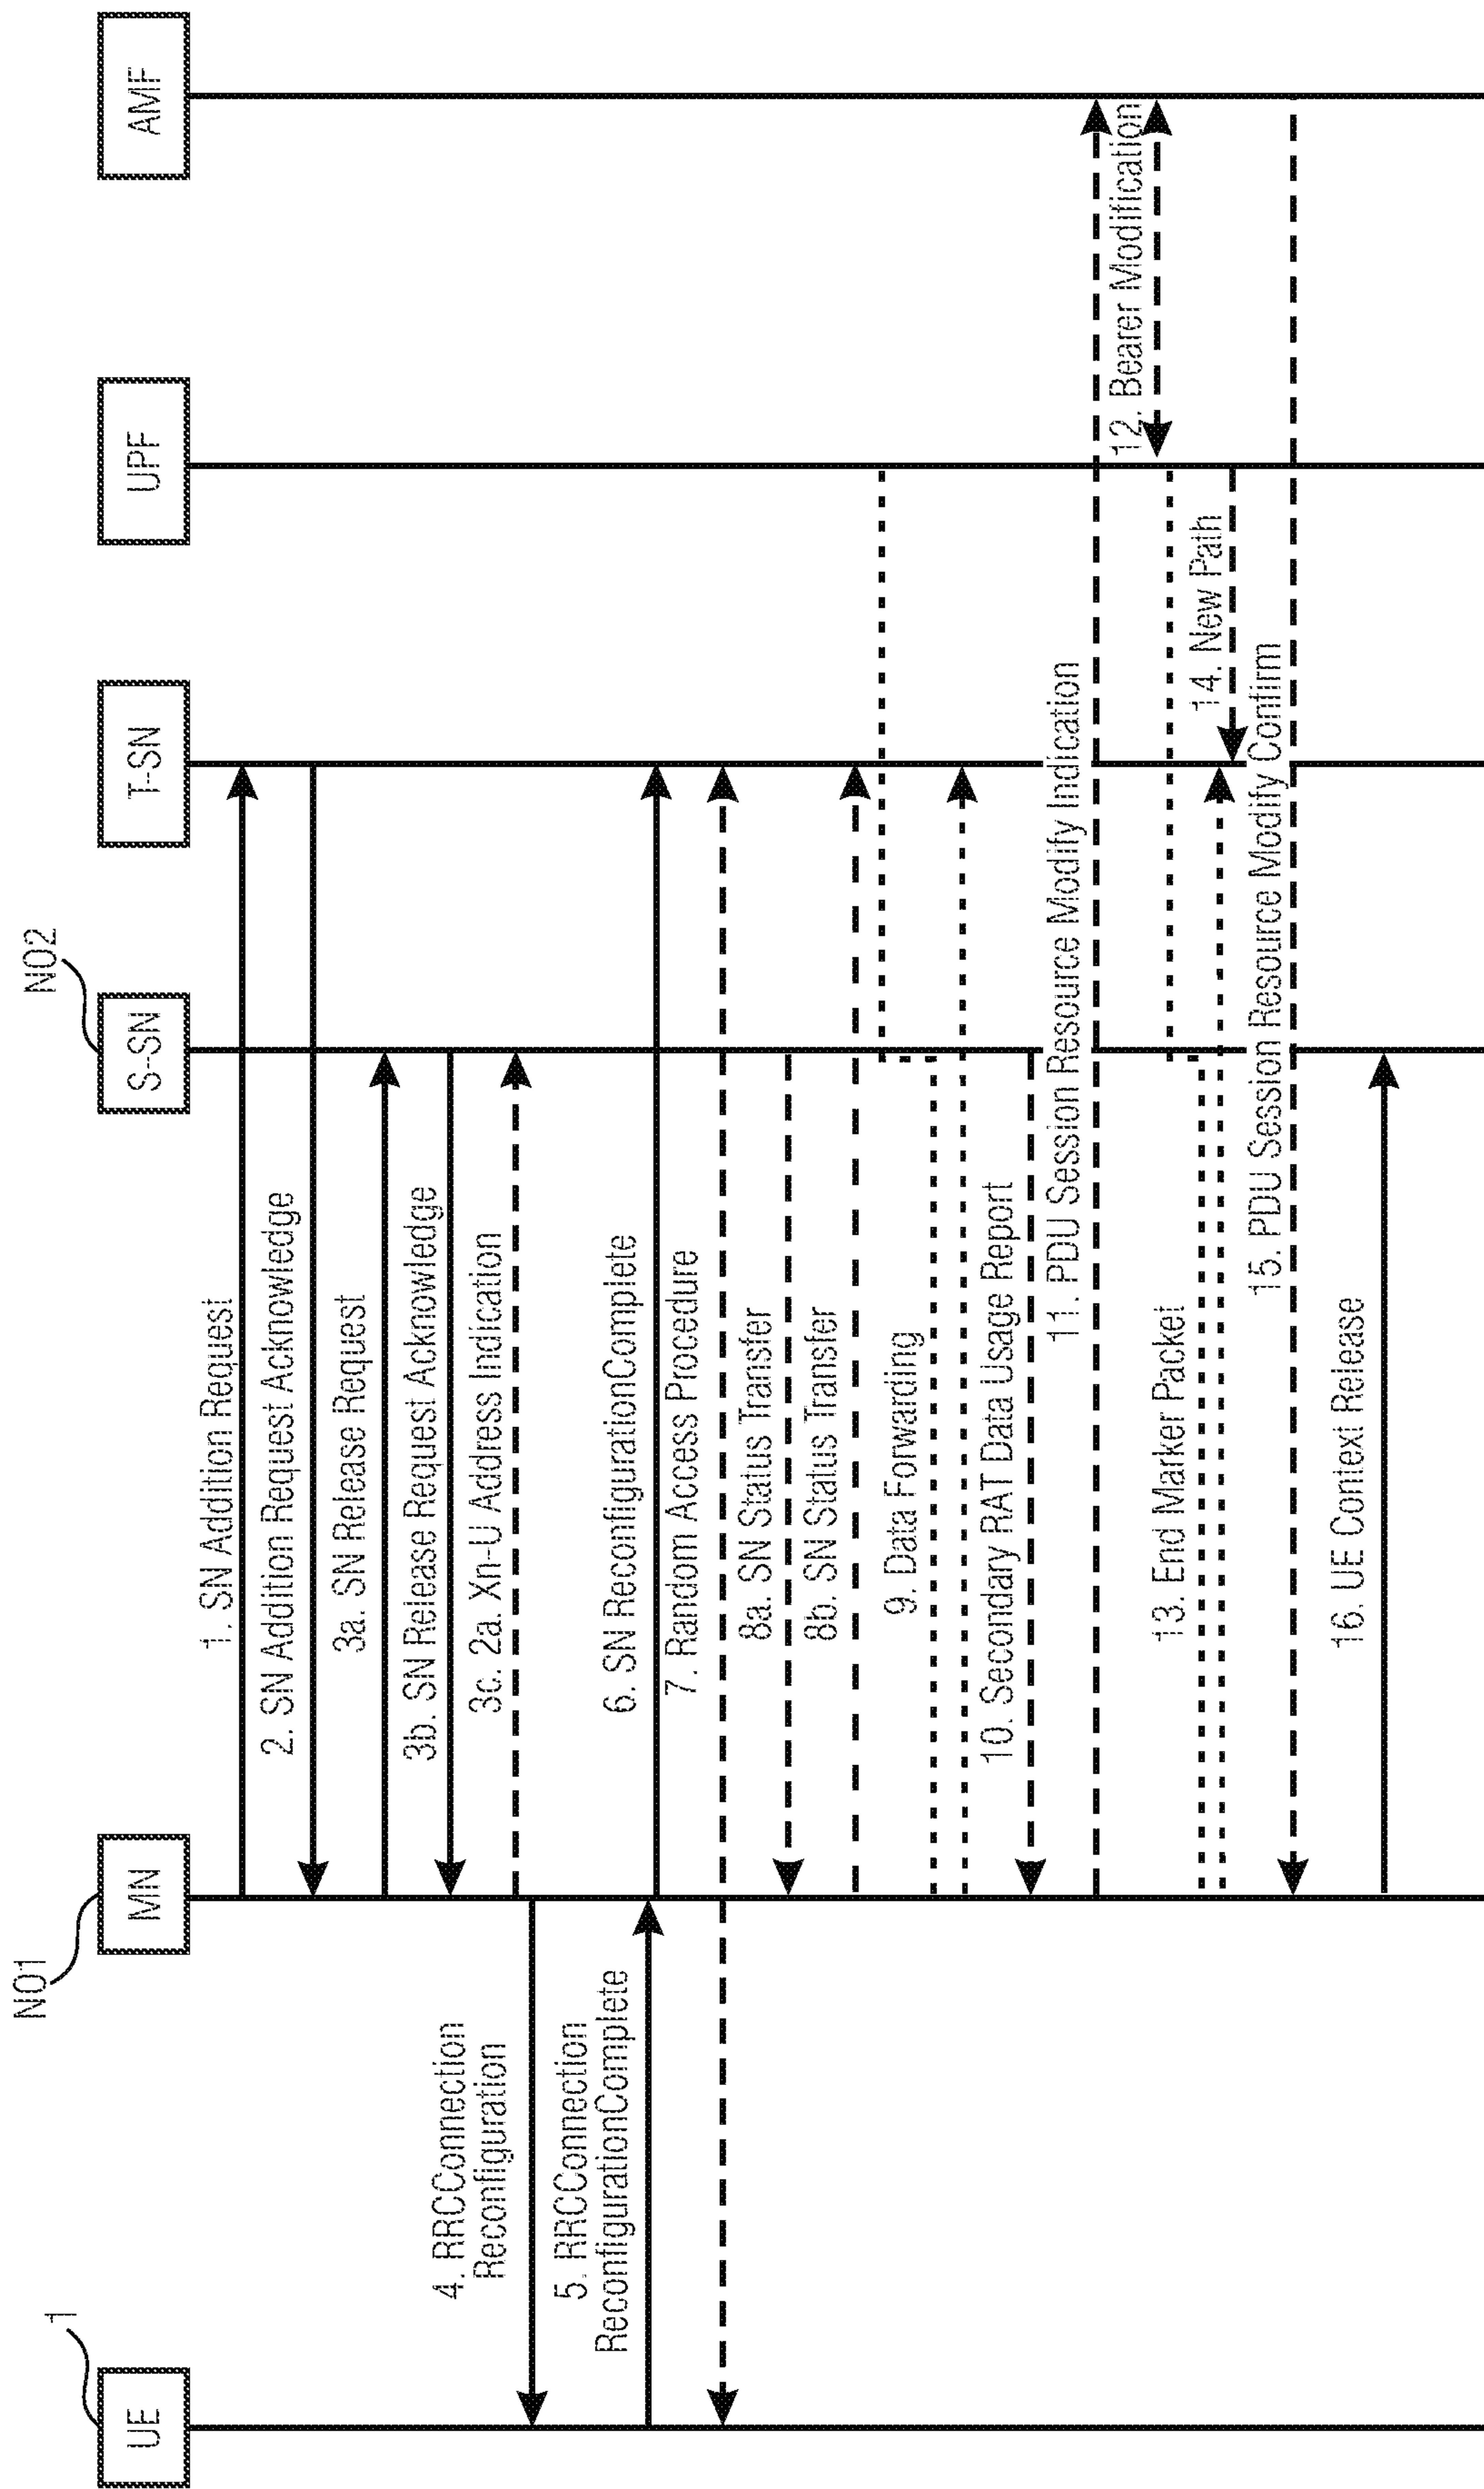 1
NO1
NO2
UE
MN
S-SN
T-SN
UPF
AMF
1. SN Addition Request
2. SN Addition Request Acknowledge
3a. SN Release Request
3b. SN Release Request Acknowledge
3c. 2a. Xn-U Address Indication
4. RRCConnection
Reconfiguration
5. RRCConnection
ReconfigurationComplete
6. SN ReconfigurationComplete
7. Random Access Procedure
8a. SN Status Transfer
8b. SN Status Transfer
9. Data Forwarding
10. Secondary RAT Data Usage Report
11. PDU Session Resource Modify Indication
12. Bearer Modification
13. End Marker Packet
14. New Path
15. PDU Session Resource Modify Confirm
16. UE Context Release